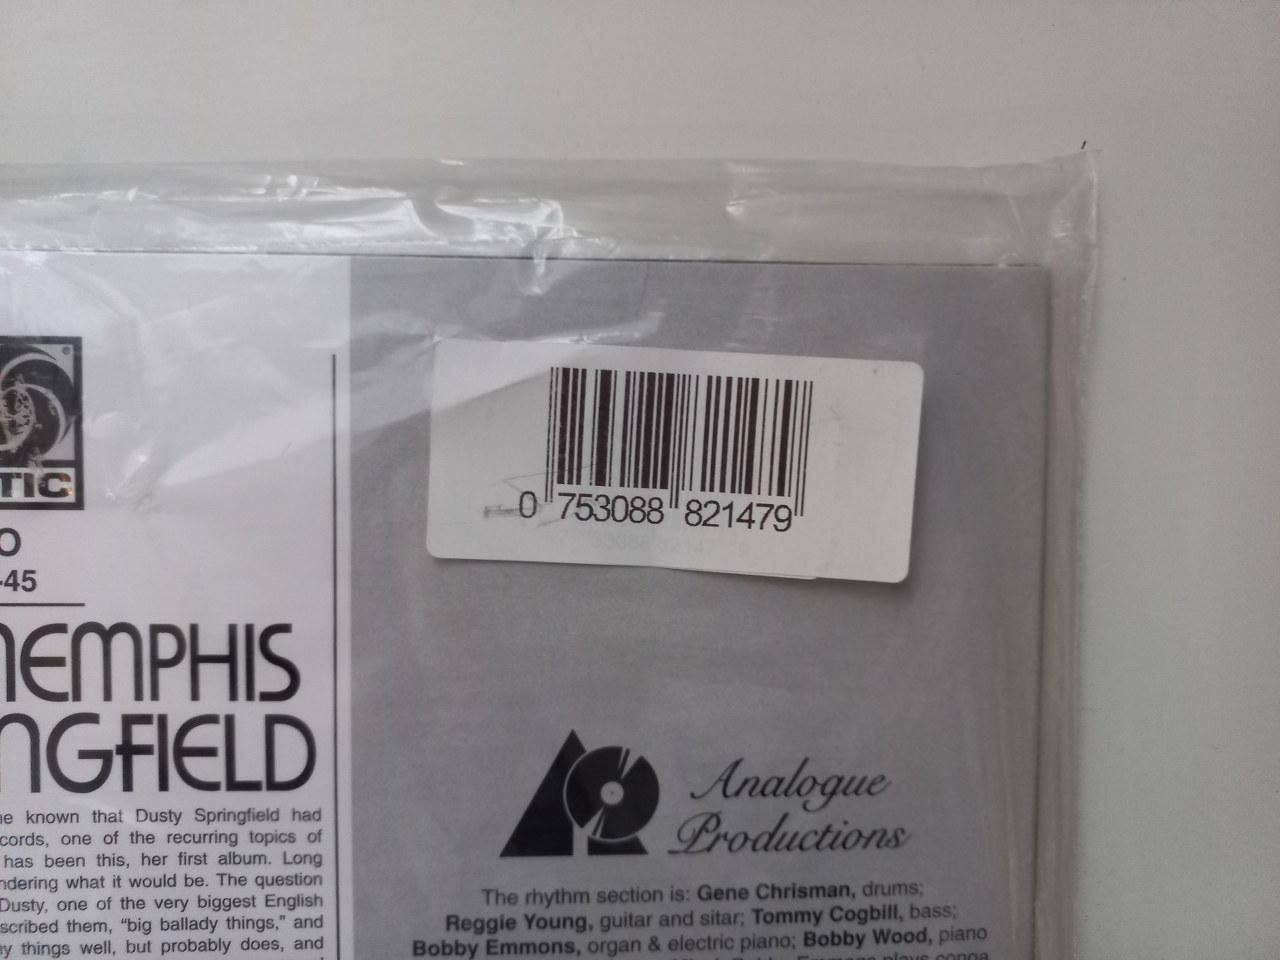 TIC
O
-45
MEMPHIS
NGFIELD
known that Dusty Springfield had
cords, one of the recurring topics of
has been this, her first album. Long
ndering what it would be. The question
Dusty, one of the very biggest English
scribed them, "big ballady things," and
things well, but probably does, and
0 753088 821479
Analogue
Productions
The rhythm section is: Gene Chrisman, drums;
Reggie Young, guitar and sitar; Tommy Cogbill, bass;
Bobby Emmons, organ & electric piano; Bobby Wood, piano
Bobby Emmons plays conga